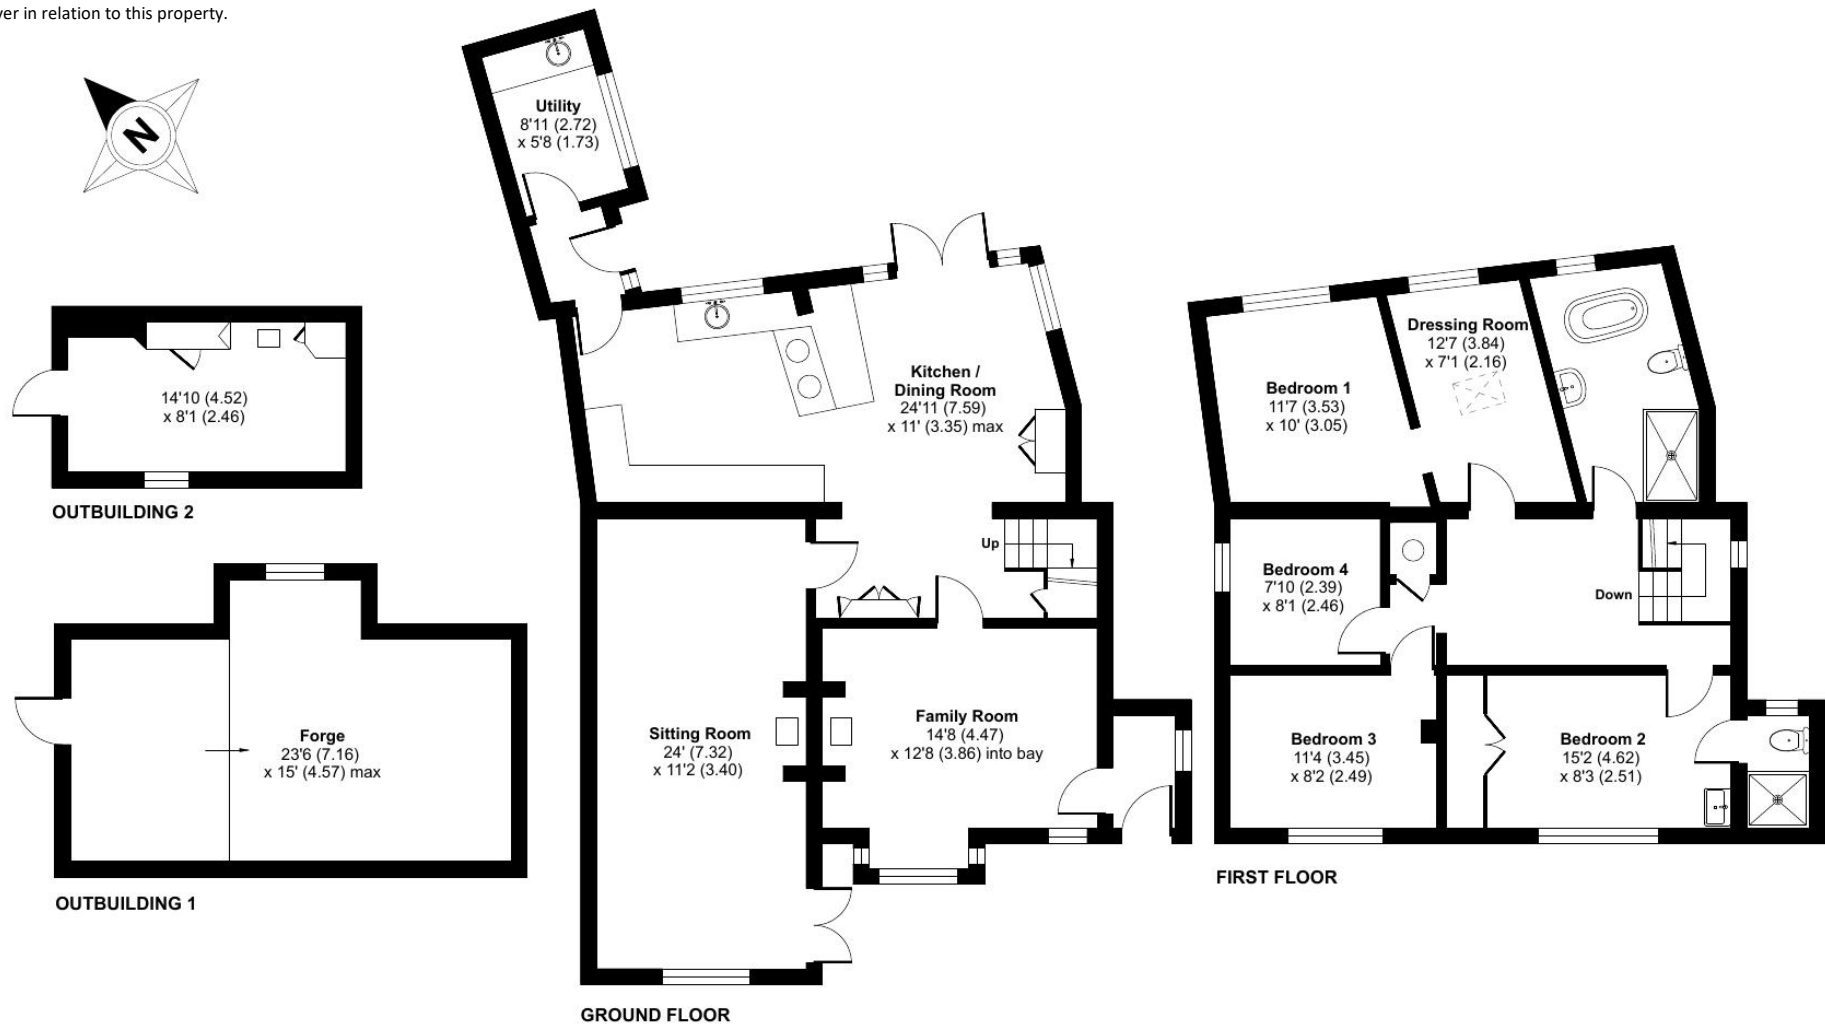 ver in relation to this property.
N
Utility
8'11 (2.72)
x 5'8 (1.73)
14'10 (4.52)
x 8'1 (2.46)
OUTBUILDING 2
Kitchen /
Dining Room
24'11 (7.59)
x 11' (3.35) max
Up
Forge
23'6 (7.16)
x 15' (4.57) max
OUTBUILDING 1
Sitting Room
24' (7.32)
x 11'2 (3.40)
Family Room
14'8 (4.47)
x 12'8 (3.86) into bay
GROUND FLOOR
Dressing Room
12'7 (3.84)
x 7'1 (2.16)
Bedroom 1
11'7 (3.53)
x 10' (3.05)
Bedroom 4
7'10 (2.39)
x 8'1 (2.46)
Down
Bedroom 3
11'4 (3.45)
x 8'2 (2.49)
Bedroom 2
15'2 (4.62)
x 8'3 (2.51)
FIRST FLOOR